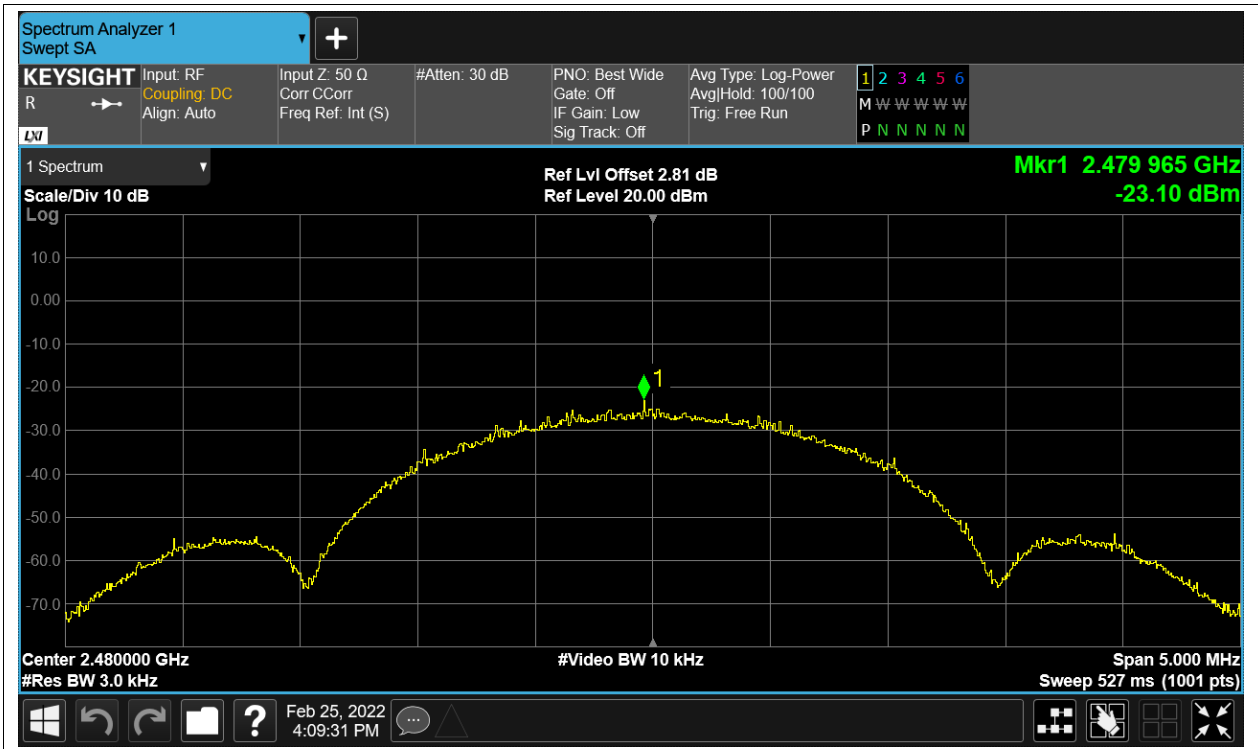 Spectrum Analyzer 1
Swept SA
KEYSIGHT
R
LXI
Input: RF
Coupling: DC
Align: Auto
Input Z: 50 Ω
Corr CCorr
Freq Ref: Int (S)
#Atten: 30 dB
PNO: Best Wide
Gate: Off
IF Gain: Low
Sig Track: Off
Avg Type: Log-Power
Avg|Hold: 100/100
Trig: Free Run
1 2 3 4 5 6
M W W W W W W
P N N N N N N
1 Spectrum
Scale/Div 10 dB
Log
Ref Lvl Offset 2.81 dB
Ref Level 20.00 dBm
Mkr1 2.479 965 GHz
-23.10 dBm
10.0
0.00
-10.0
-20.0
-30.0
-40.0
-50.0
-60.0
-70.0
1
Center 2.480000 GHz
#Res BW 3.0 kHz
#Video BW 10 kHz
Span 5.000 MHz
Sweep 527 ms (1001 pts)
?
Feb 25, 2022
4:09:31 PM